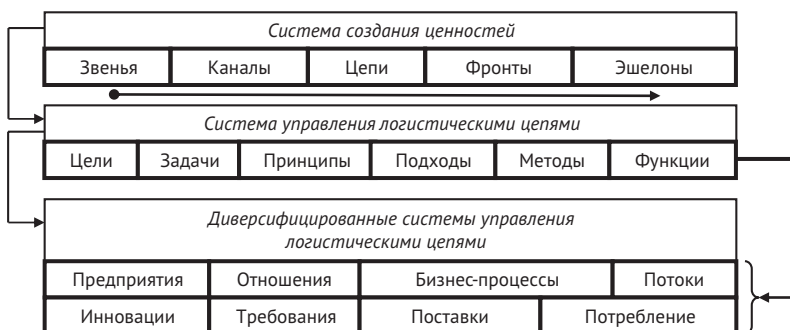 Система создания ценностей
Звенья Каналы Цепи Фронты Эшелоны
Система управления логистическими цепями
Цели Задачи Принципы Подходы Методы Функции
Диверсифицированные системы управления
логистическими цепями
Предприятия Отношения Бизнес-процессы Потоки
Инновации Требования Поставки Потребление